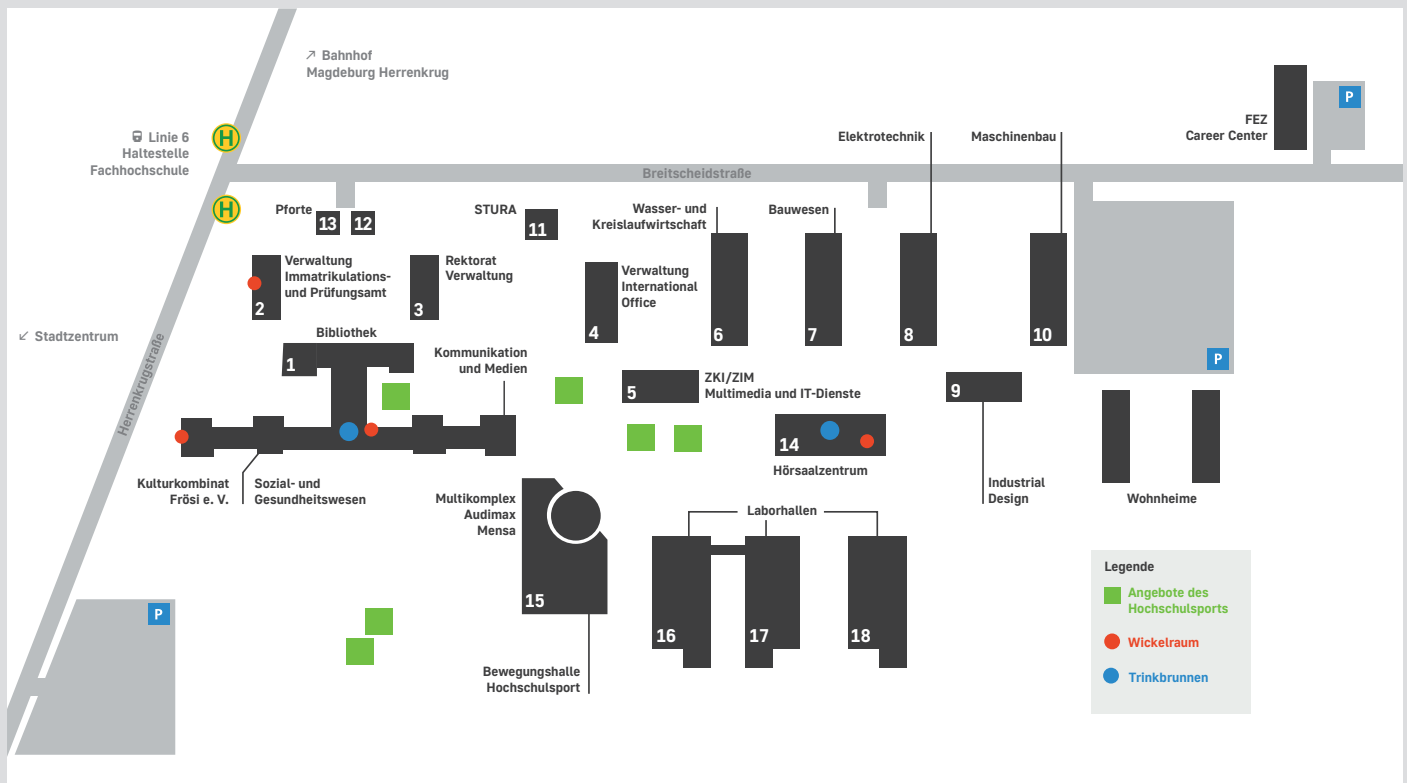 ↗ Bahnhof
Magdeburg Herrenkrug
P
FEZ
Career Center
Linie 6
Haltestelle
Fachhochschule
H
H
Elektrotechnik
Maschinenbau
Breitscheidstraße
Pforte
13
12
STURA
11
Wasser- und
Kreislaufwirtschaft
Bauwesen
Verwaltung
Immatrikulations-
und Prüfungsamt
2
Rektorat
Verwaltung
3
Verwaltung
International
Office
4
6
7
8
10
↙ Stadtzentrum
Herrenkrugstraße
Bibliothek
1
Kommunikation
und Medien
P
5
ZKI/ZIM
Multimedia und IT-Dienste
9
14
Hörsaalzentrum
Kulturkombinat
Frösi e. V.
Sozial- und
Gesundheitswesen
Industrial
Design
Wohnheime
Multikomplex
Audimax
Mensa
15
Laborhallen
16
17
18
P
Bewegungshalle
Hochschulsport
Legende
Angebote des
Hochschulsports
Wickelraum
Trinkbrunnen